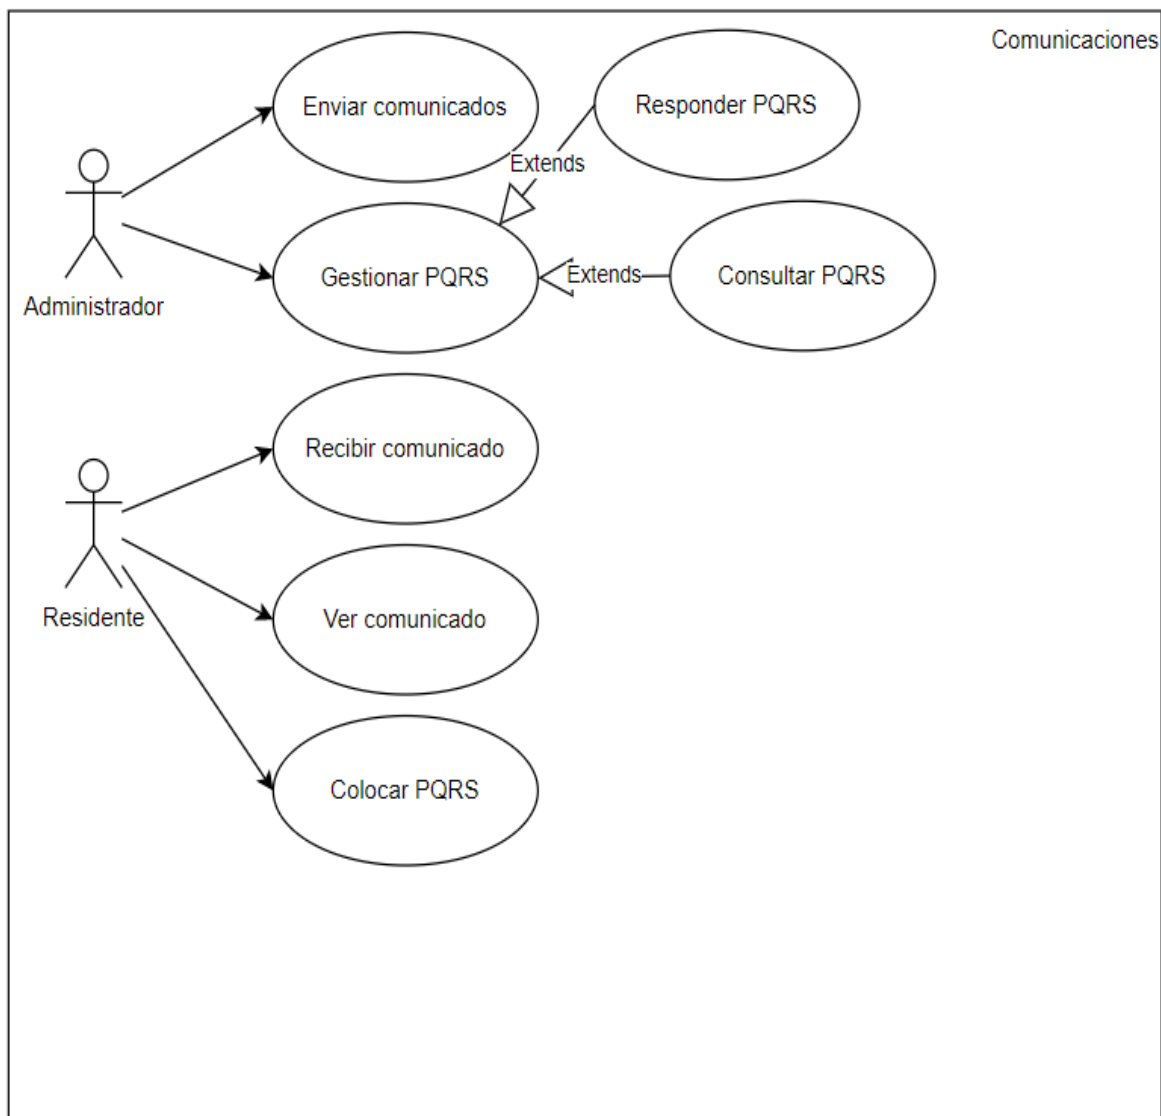 Comunicaciones
Enviar comunicados
Responder PQRS
Extends
Administrador
Gestionar PQRS
Extends
Consultar PQRS
Recibir comunicado
Residente
Ver comunicado
Colocar PQRS